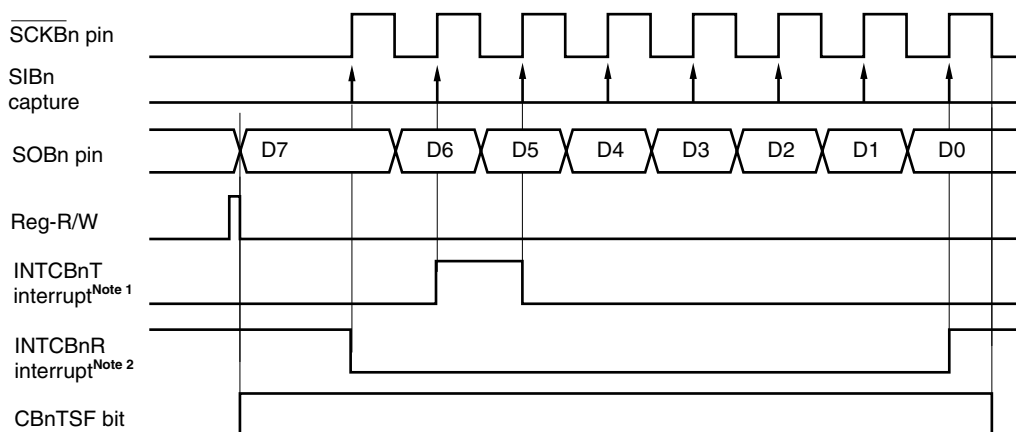 SCKBn pin
SIBn
capture
SOBn pin
D7 D6 D5 D4 D3 D2 D1 D0
Reg-R/W
INTCBnT
interruptNote 1
INTCBnR
interruptNote 2
CBnTSF bit